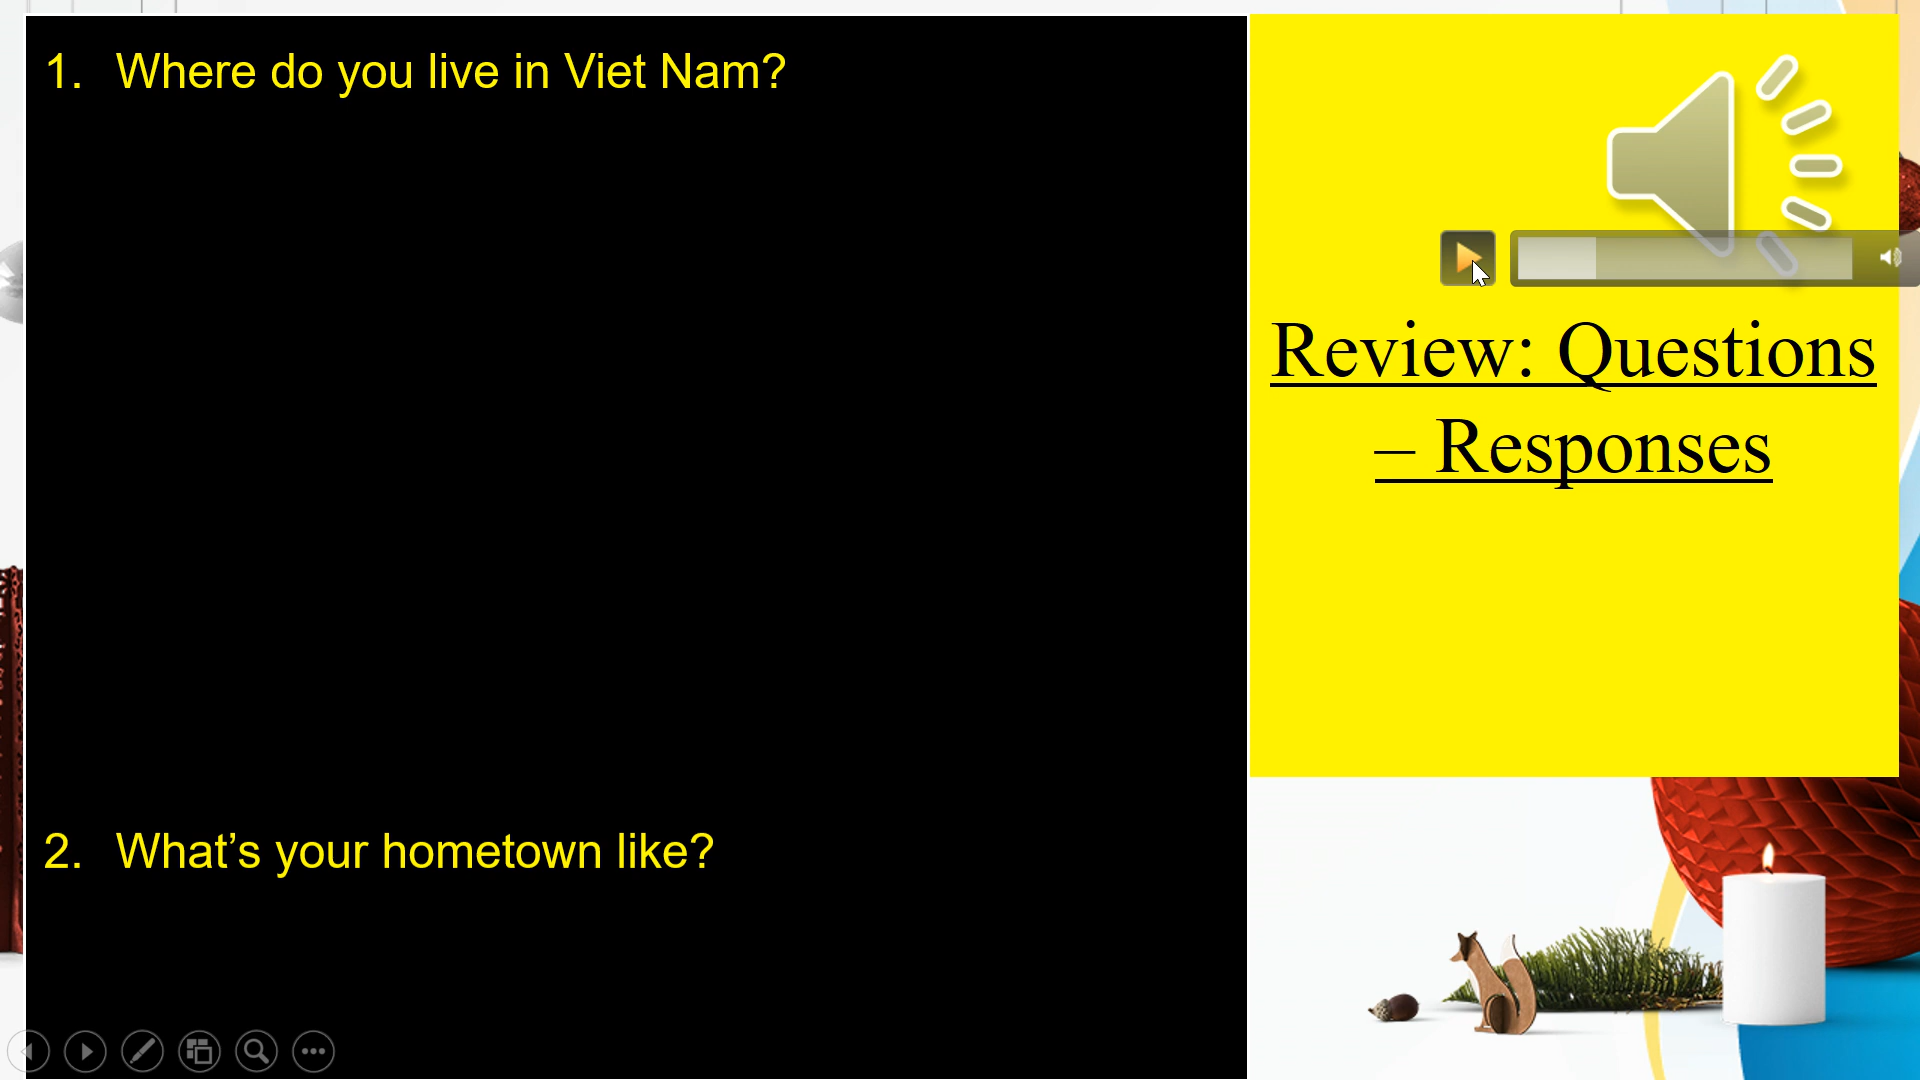 1. Where do you live in Viet Nam?
2. What’s your hometown like?
Review: Questions
– Responses